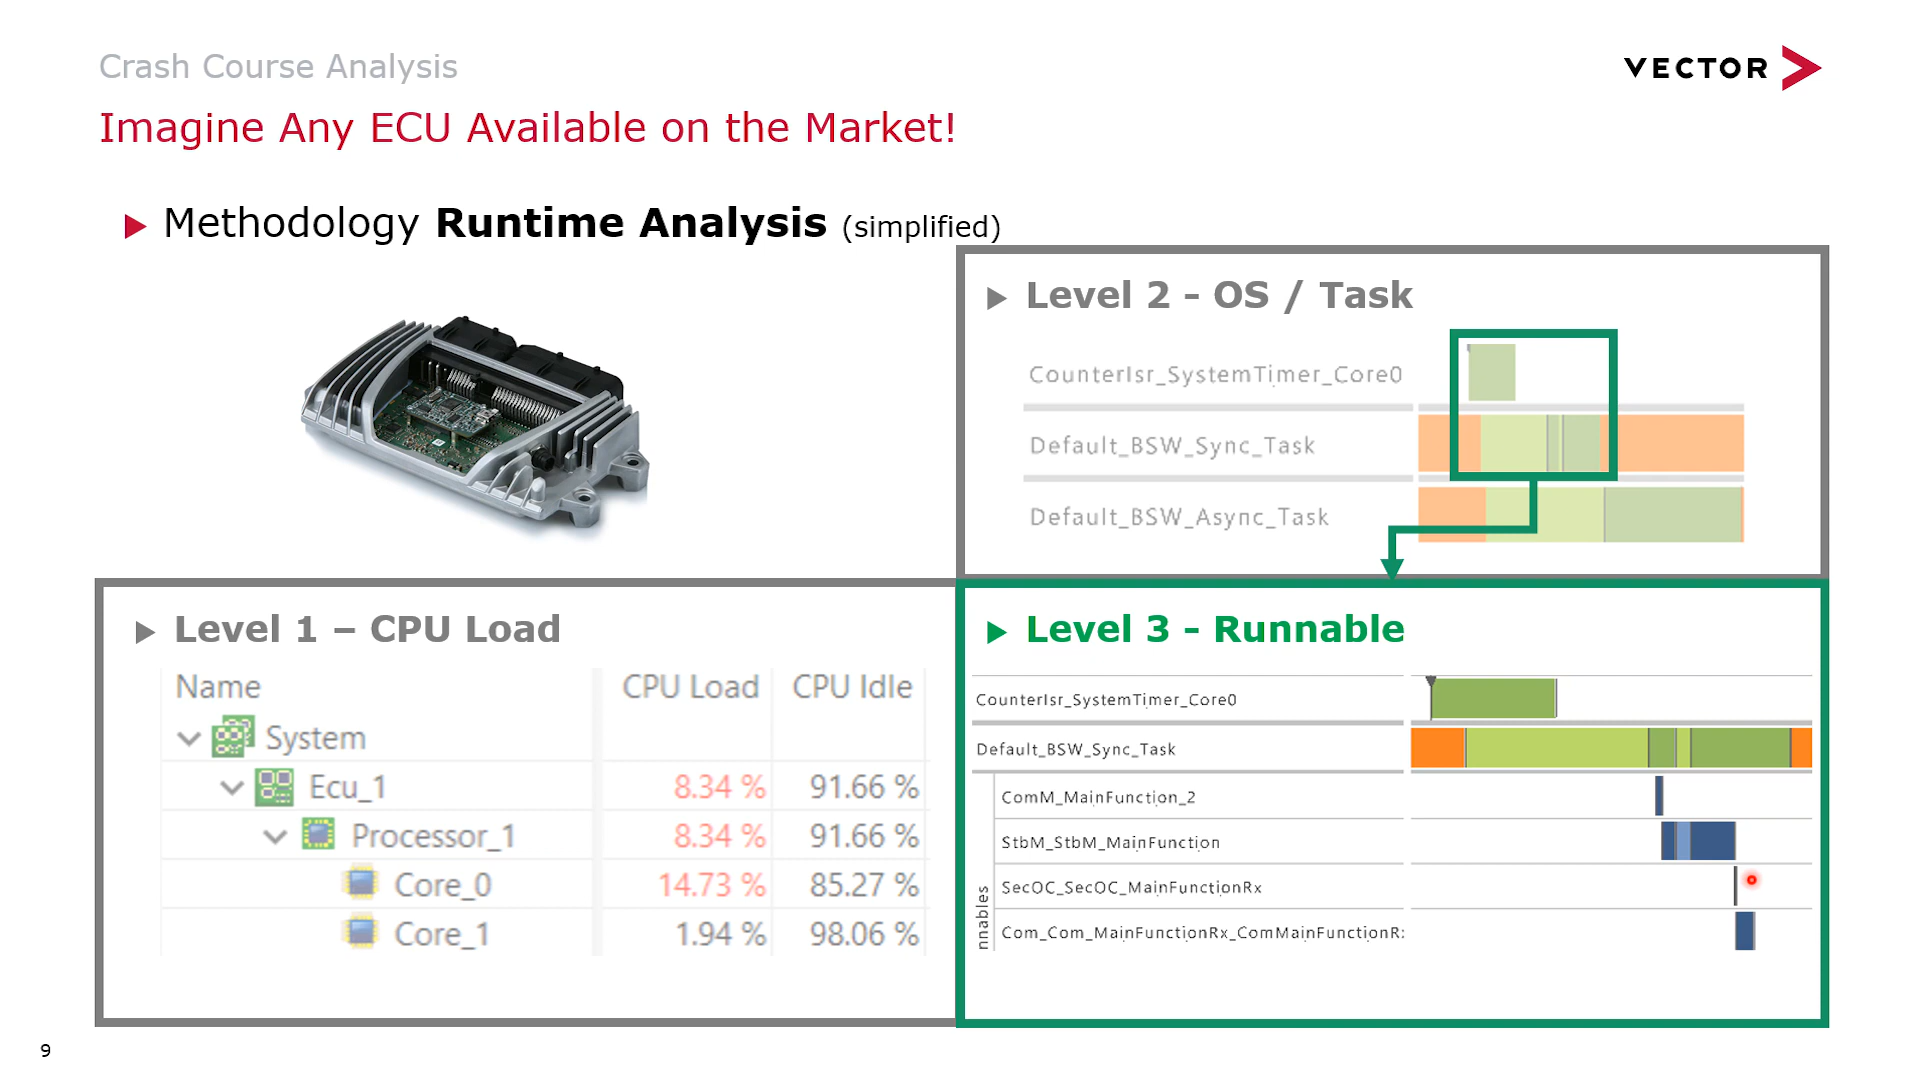 Crash Course Analysis
VECTOR
Imagine Any ECU Available on the Market!
Methodology Runtime Analysis (simplified)
Level 2 - OS / Task
CounterIsr_SystemTimer_Core0
Default_BSW_Sync_Task
Default_BSW_Async_Task
Level 1 – CPU Load
Name CPU Load CPU Idle
System
Ecu_1 8.34 % 91.66 %
Processor_1 8.34 % 91.66 %
Core_0 14.73 % 85.27 %
Core_1 1.94 % 98.06 %
Level 3 - Runnable
CounterIsr_SystemTimer_Core0
Default_BSW_Sync_Task
nnables
ComM_MainFunction_2
StbM_StbM_MainFunction
SecOC_SecOC_MainFunctionRx
Com_Com_MainFunctionRx_ComMainFunctionR:
9